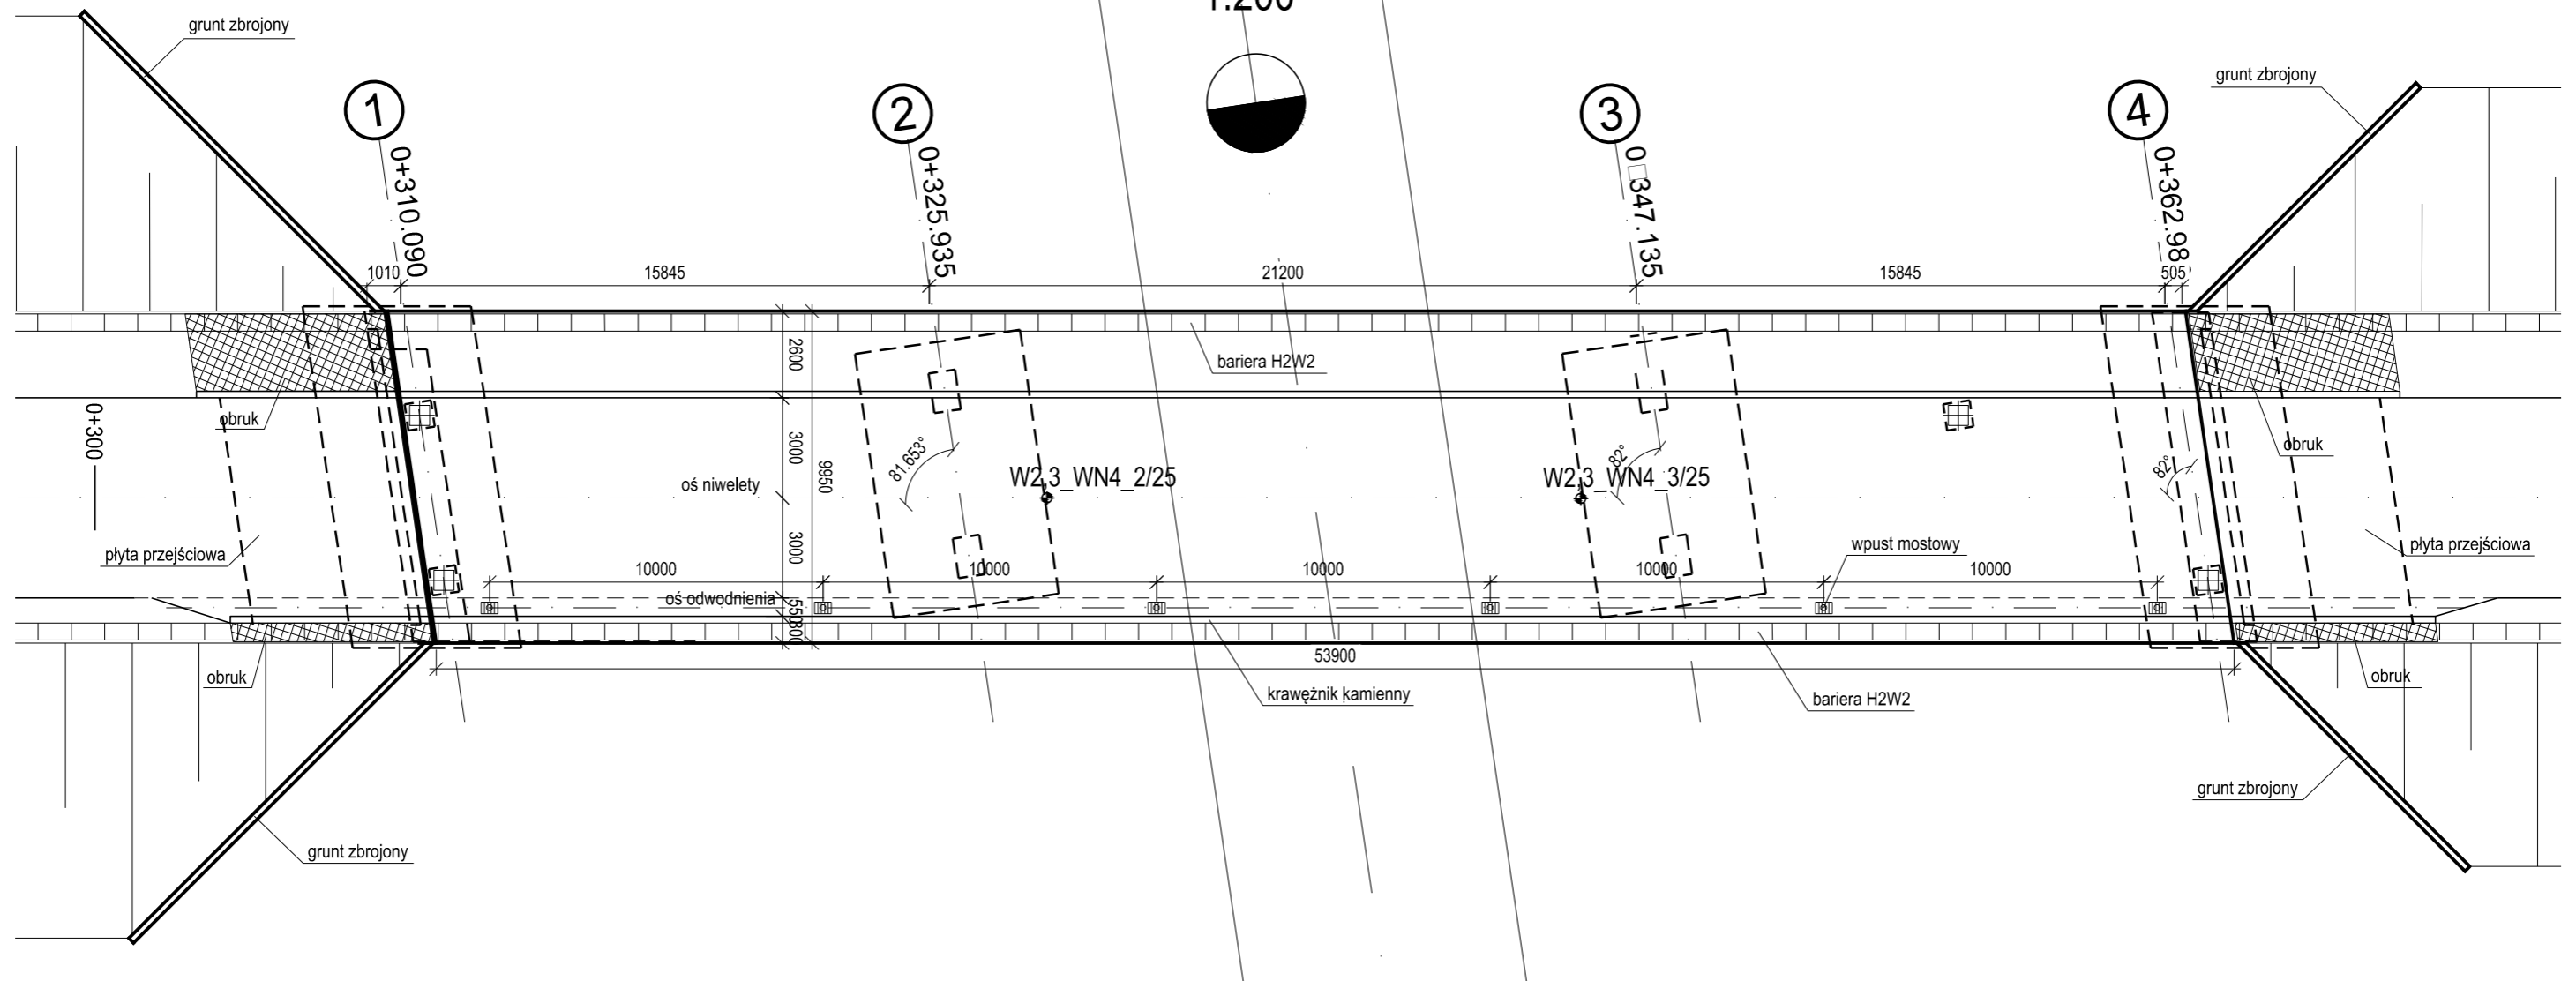 1:200
grunt zbrojony
grunt zbrojony
1
2
3
4
0+310.090
0+325.935
0□347.135
0+362.98
1010
15845
21200
15845
505
bariera H2W2
2600
obruk
obruk
0+300
3000
9950
81.653°
82°
82°
oś niwelety
W2,3_WN4_2/25
W2,3_WN4_3/25
płyta przejściowa
3000
wpust mostowy
płyta przejściowa
10000
10000
10000
10000
10000
oś odwodnienia
550
800
53900
obruk
krawężnik kamienny
bariera H2W2
obruk
grunt zbrojony
grunt zbrojony